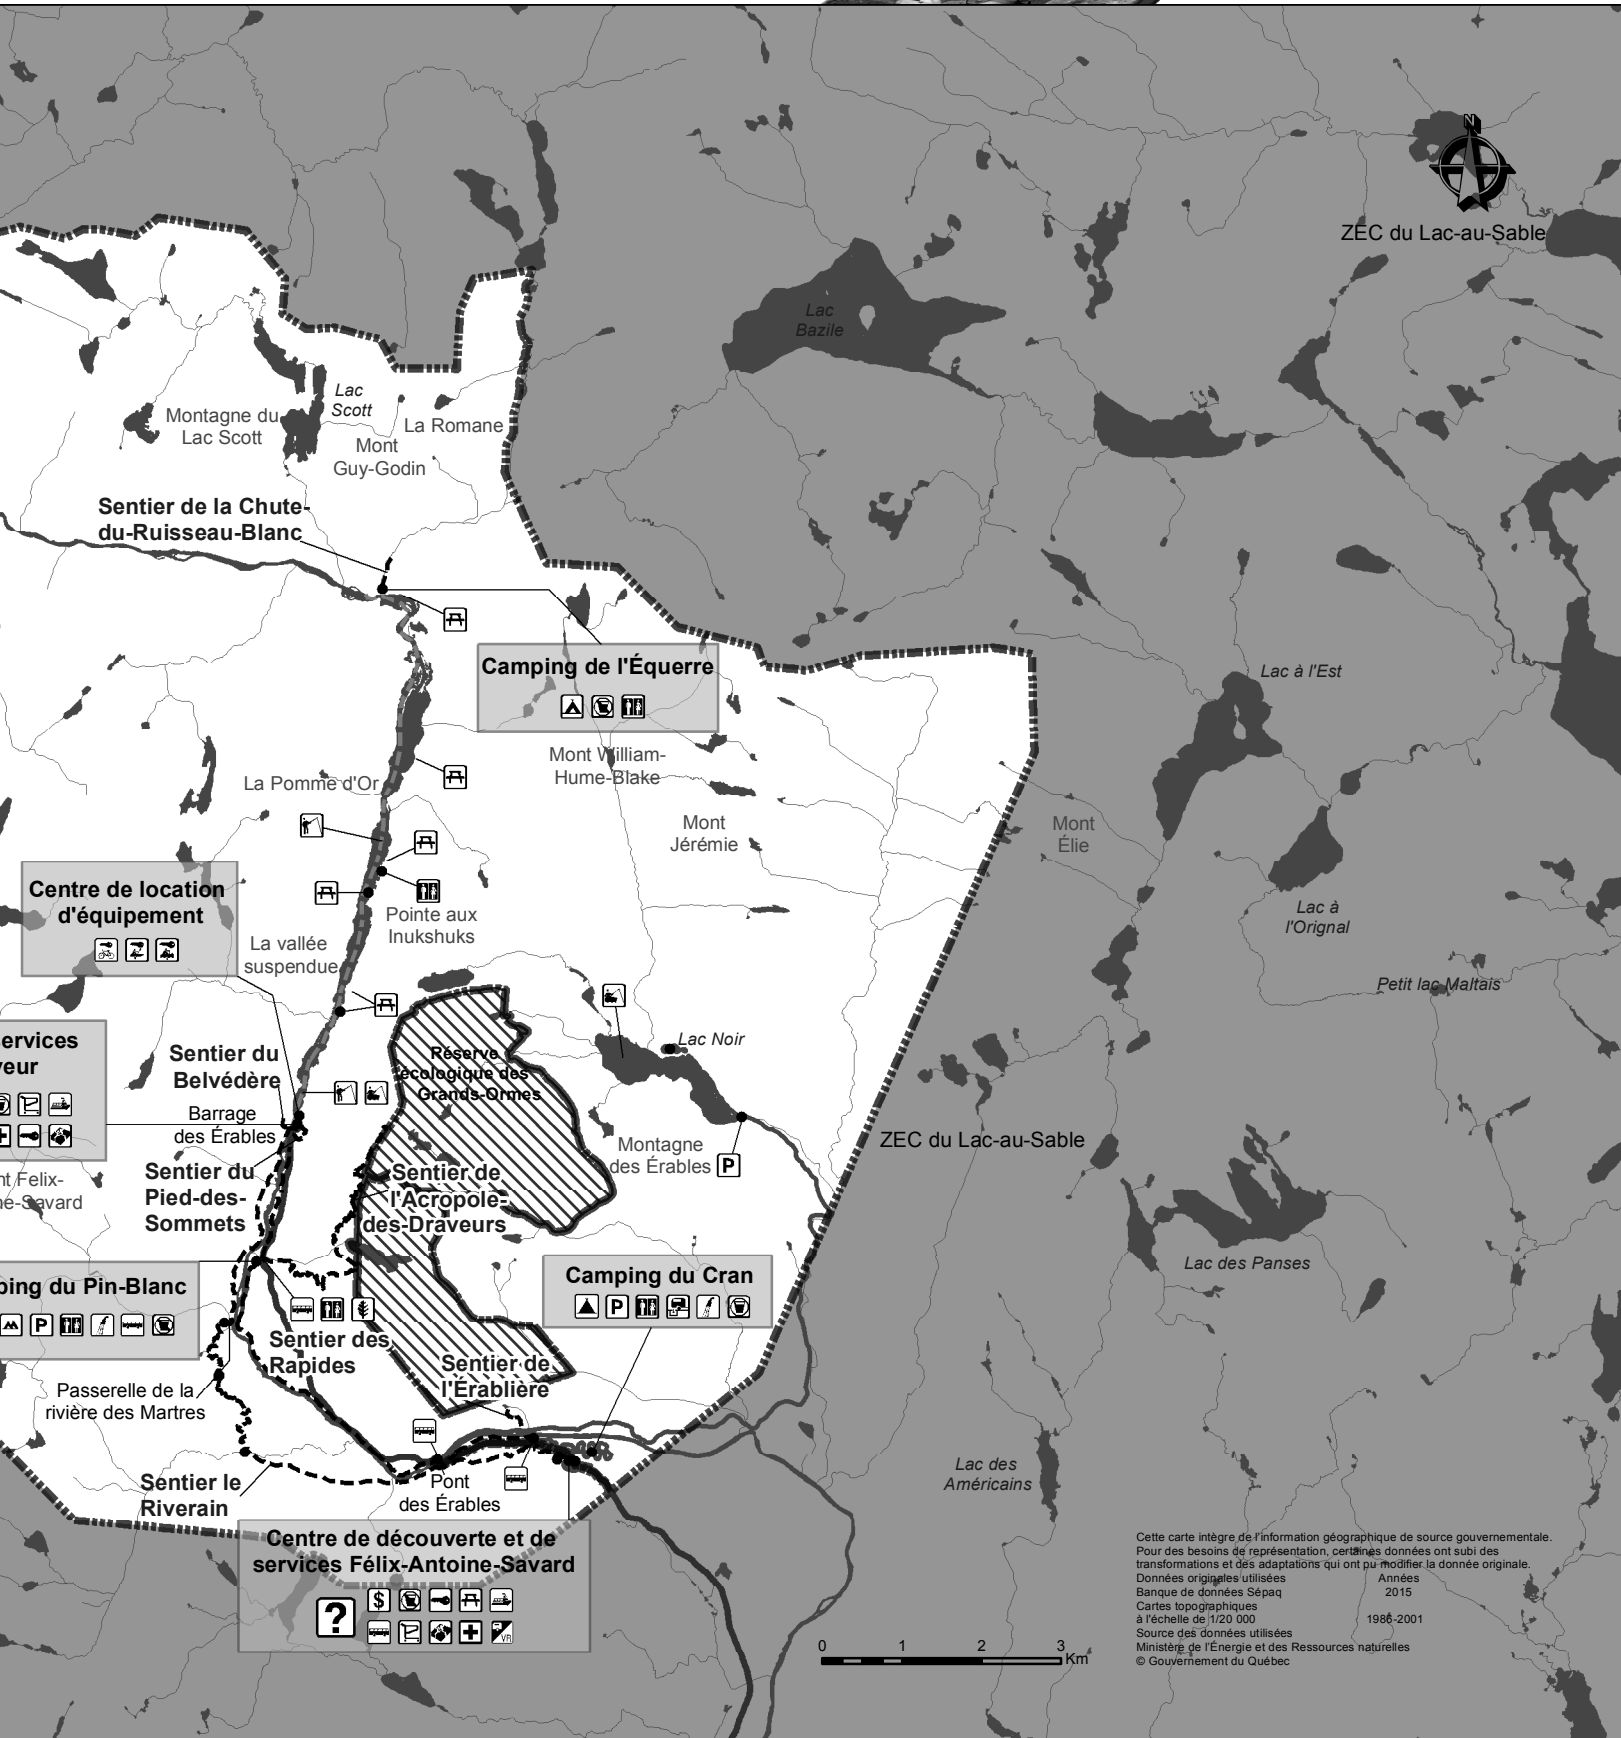 N
ZEC du Lac-au-Sable
Lac
Bazile
Lac
Scott
Montagne du
Lac Scott
La Romane
Mont
Guy-Godin
Sentier de la Chute-
du-Ruisseau-Blanc
Camping de l'Équerre
Lac à l'Est
Mont William-
Hume-Blake
La Pomme d'Or
Mont
Jérémie
Mont
Élie
Centre de location
d'équipement
Pointe aux
Inukshuks
Lac à
l'Orignal
La vallée
suspendue
Petit lac Maltais
ervices
eur
Sentier du
Belvédère
Réserve
écologique des
Grands-Ormes
Lac Noir
Barrage
des Érables
ZEC du Lac-au-Sable
Montagne
des Érables
P
Sentier du
Pied-des-
Sommets
Sentier de
l'Acropole-
des-Draveurs
nt Felix-
ne-Savard
Lac des Panses
ping du Pin-Blanc
P
Camping du Cran
P
Sentier des
Rapides
Sentier de
l'Érablière
Passerelle de la
rivière des Martres
Lac des
Américains
Sentier le
Riverain
Pont
des Érables
Centre de découverte et de
services Félix-Antoine-Savard
?
$
VR
0 1 2 3
Km
Cette carte intègre de l'information géographique de source gouvernementale.
Pour des besoins de représentation, certaines données ont subi des
transformations et des adaptations qui ont pu modifier la donnée originale.
Données originales utilisées Années
Banque de données Sépaq 2015
Cartes topographiques
à l'échelle de 1/20 000 1986-2001
Source des données utilisées
Ministère de l'Énergie et des Ressources naturelles
© Gouvernement du Québec